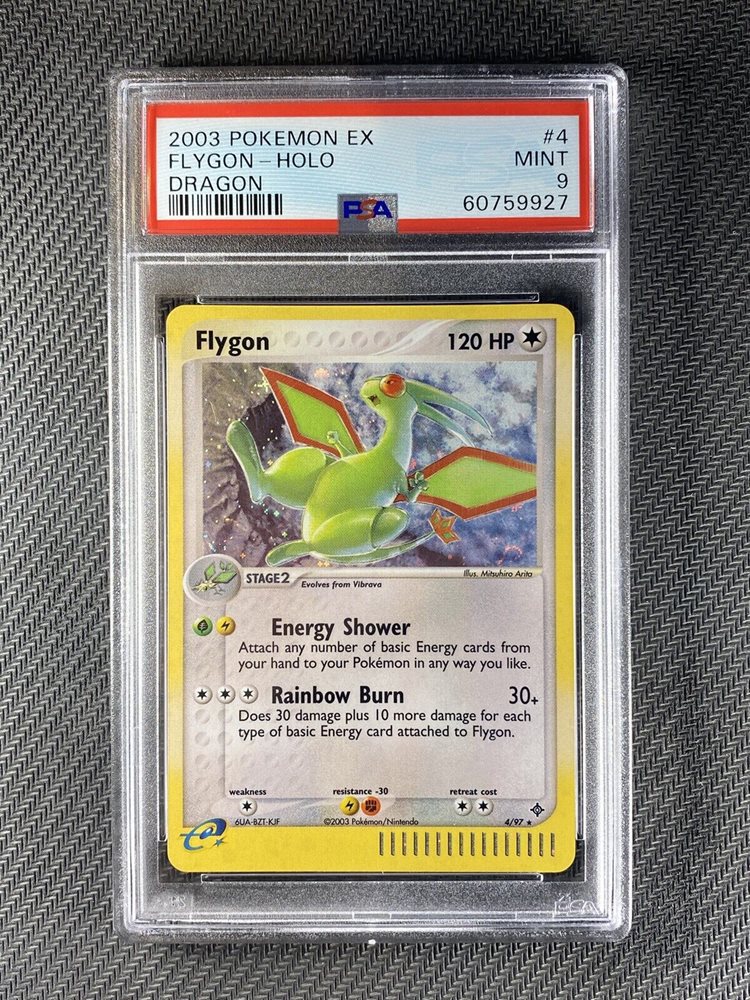 2003 POKEMON EX #4
FLYGON - HOLO MINT
DRAGON 9
PSA
60759927
Flygon 120 HP
Illus. Mitsuhiro Arita
STAGE2
Evolves from Vibrava
Energy Shower
Attach any number of basic Energy cards from
your hand to your Pokémon in any way you like.
Rainbow Burn 30+
Does 30 damage plus 10 more damage for each
type of basic Energy card attached to Flygon.
weakness resistance -30 retreat cost
6UA-BZT-KJF ©2003 Pokémon/Nintendo 4/97 ★
e
PSA